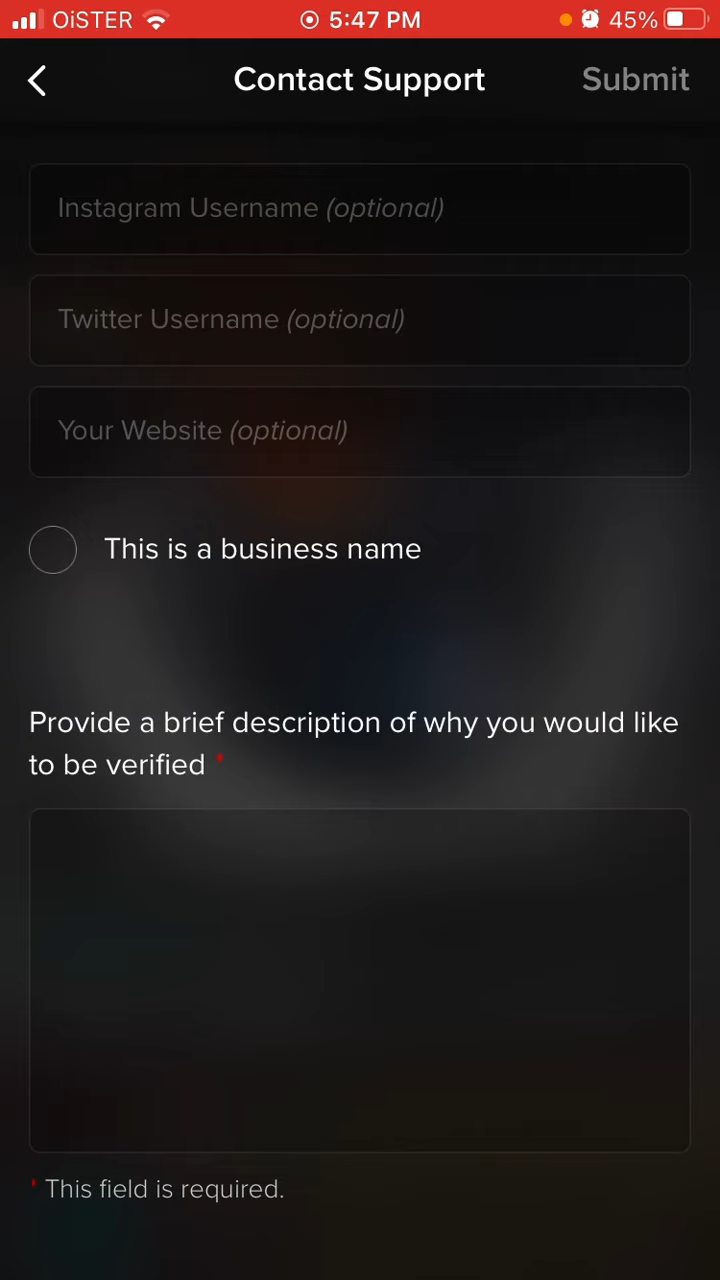 OiSTER 5:47 PM 45%
Contact Support Submit
Instagram Username (optional)
Twitter Username (optional)
Your Website (optional)
This is a business name
Provide a brief description of why you would like
to be verified *
* This field is required.